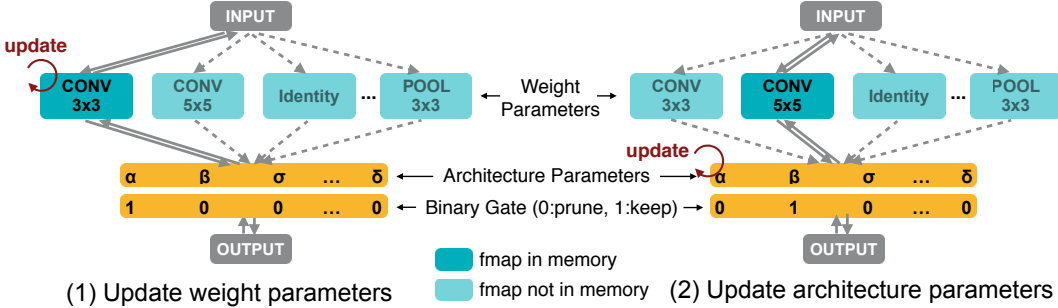 INPUT
update
CONV 3x3
CONV 5x5
Identity
...
POOL 3x3
α β σ ... δ
1 0 0 ... 0
OUTPUT
(1) Update weight parameters
Weight
Parameters
Architecture Parameters
Binary Gate (0:prune, 1:keep)
fmap in memory
fmap not in memory
INPUT
CONV 3x3
CONV 5x5
Identity
...
POOL 3x3
update
α β σ ... δ
0 1 0 ... 0
OUTPUT
(2) Update architecture parameters